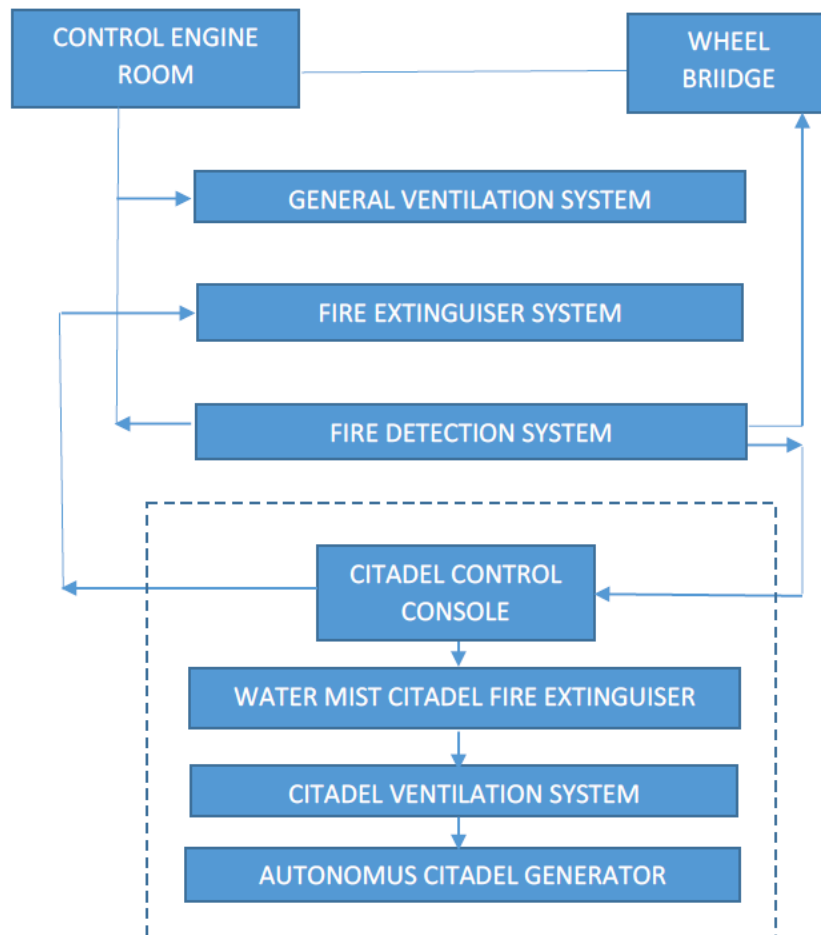 CONTROL ENGINE
ROOM
WHEEL
BRIIDGE
GENERAL VENTILATION SYSTEM
FIRE EXTINGUISER SYSTEM
FIRE DETECTION SYSTEM
CITADEL CONTROL
CONSOLE
WATER MIST CITADEL FIRE EXTINGUISER
CITADEL VENTILATION SYSTEM
AUTONOMUS CITADEL GENERATOR